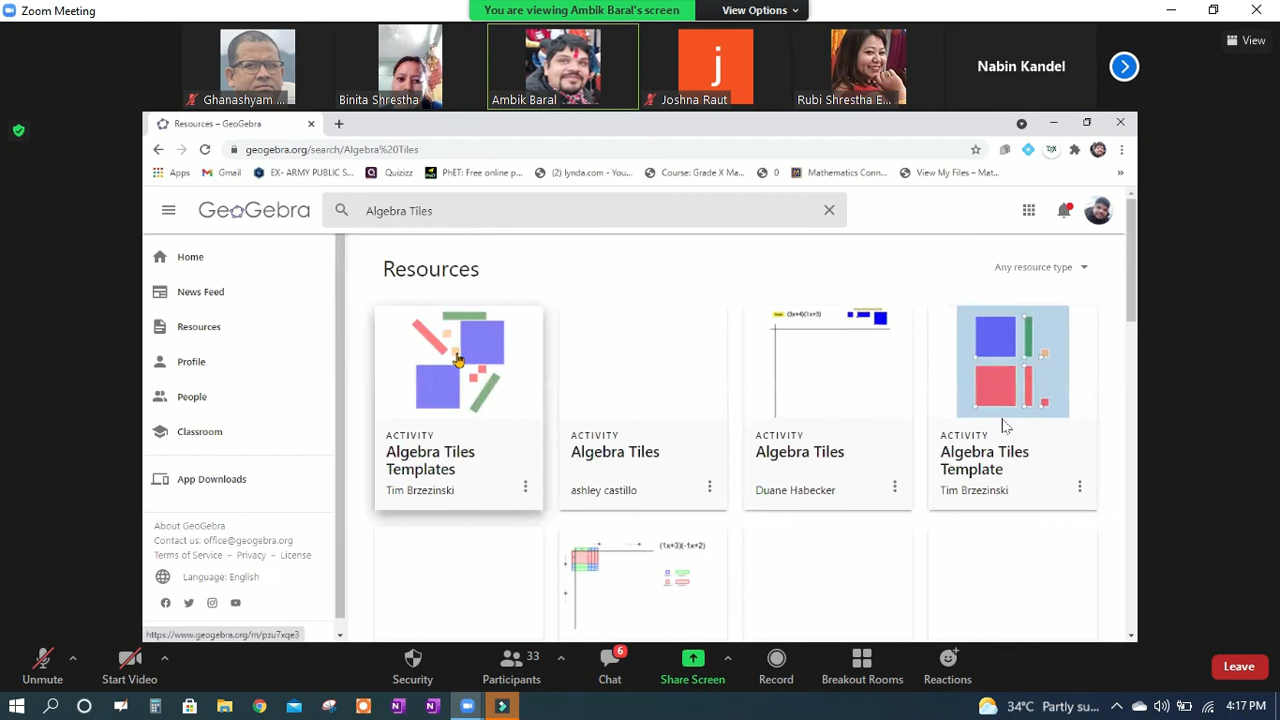 Zoom Meeting
You are viewing Ambik Baral's screen
View Options
Ghanashyam ...
Binita Shrestha
Ambik Baral
j
Joshna Raut
Rubi Shrestha E...
Nabin Kandel
View
Resources – GeoGebra
geogebra.org/search/Algebra%20Tiles
Apps
Gmail
EX- ARMY PUBLIC S...
Quizizz
PhET: Free online p...
(2) lynda.com - You...
Course: Grade X Ma...
0
Mathematics Conn...
View My Files – Mat...
»
GeoGebra
Algebra Tiles
Home
News Feed
Resources
Profile
People
Classroom
App Downloads
About GeoGebra
Contact us: office@geogebra.org
Terms of Service – Privacy – License
Language: English
https://www.geogebra.org/m/pzu7xqe3
Resources
Any resource type
ACTIVITY
Algebra Tiles
Templates
Tim Brzezinski
ACTIVITY
Algebra Tiles
ashley castillo
(3x+4)(1x+3)
ACTIVITY
Algebra Tiles
Duane Habecker
ACTIVITY
Algebra Tiles
Template
Tim Brzezinski
(1x+3)(-1x+2)
Unmute
Start Video
Security
33
Participants
6
Chat
Share Screen
Record
Breakout Rooms
Reactions
Leave
34°C Partly su...
4:17 PM